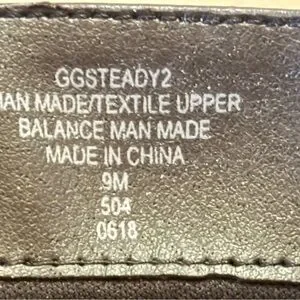 GGSTEADY2
MAN MADE/TEXTILE UPPER
BALANCE MAN MADE
MADE IN CHINA
9M
504
0618